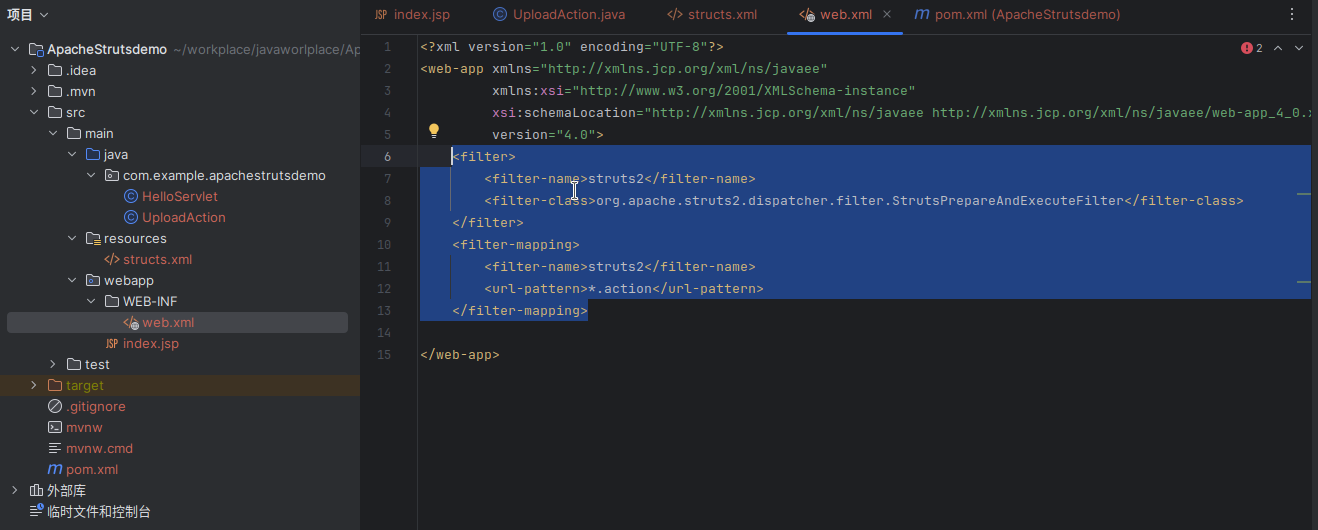 项目
ApacheStrutsdemo ~/workplace/javaworlplace/Ap
.idea
.mvn
src
main
java
com.example.apachestrutsdemo
HelloServlet
UploadAction
resources
structs.xml
webapp
WEB-INF
web.xml
index.jsp
test
target
.gitignore
mvnw
mvnw.cmd
pom.xml
外部库
临时文件和控制台
index.jsp UploadAction.java structs.xml web.xml pom.xml (ApacheStrutsdemo)
2
1 <?xml version="1.0" encoding="UTF-8"?>
2 <web-app xmlns="http://xmlns.jcp.org/xml/ns/javaee"
3 xmlns:xsi="http://www.w3.org/2001/XMLSchema-instance"
4 xsi:schemaLocation="http://xmlns.jcp.org/xml/ns/javaee http://xmlns.jcp.org/xml/ns/javaee/web-app_4_0.x
5 version="4.0">
6 <filter>
7 <filter-name>struts2</filter-name>
8 <filter-class>org.apache.struts2.dispatcher.filter.StrutsPrepareAndExecuteFilter</filter-class>
9 </filter>
10 <filter-mapping>
11 <filter-name>struts2</filter-name>
12 <url-pattern>*.action</url-pattern>
13 </filter-mapping>
14
15 </web-app>